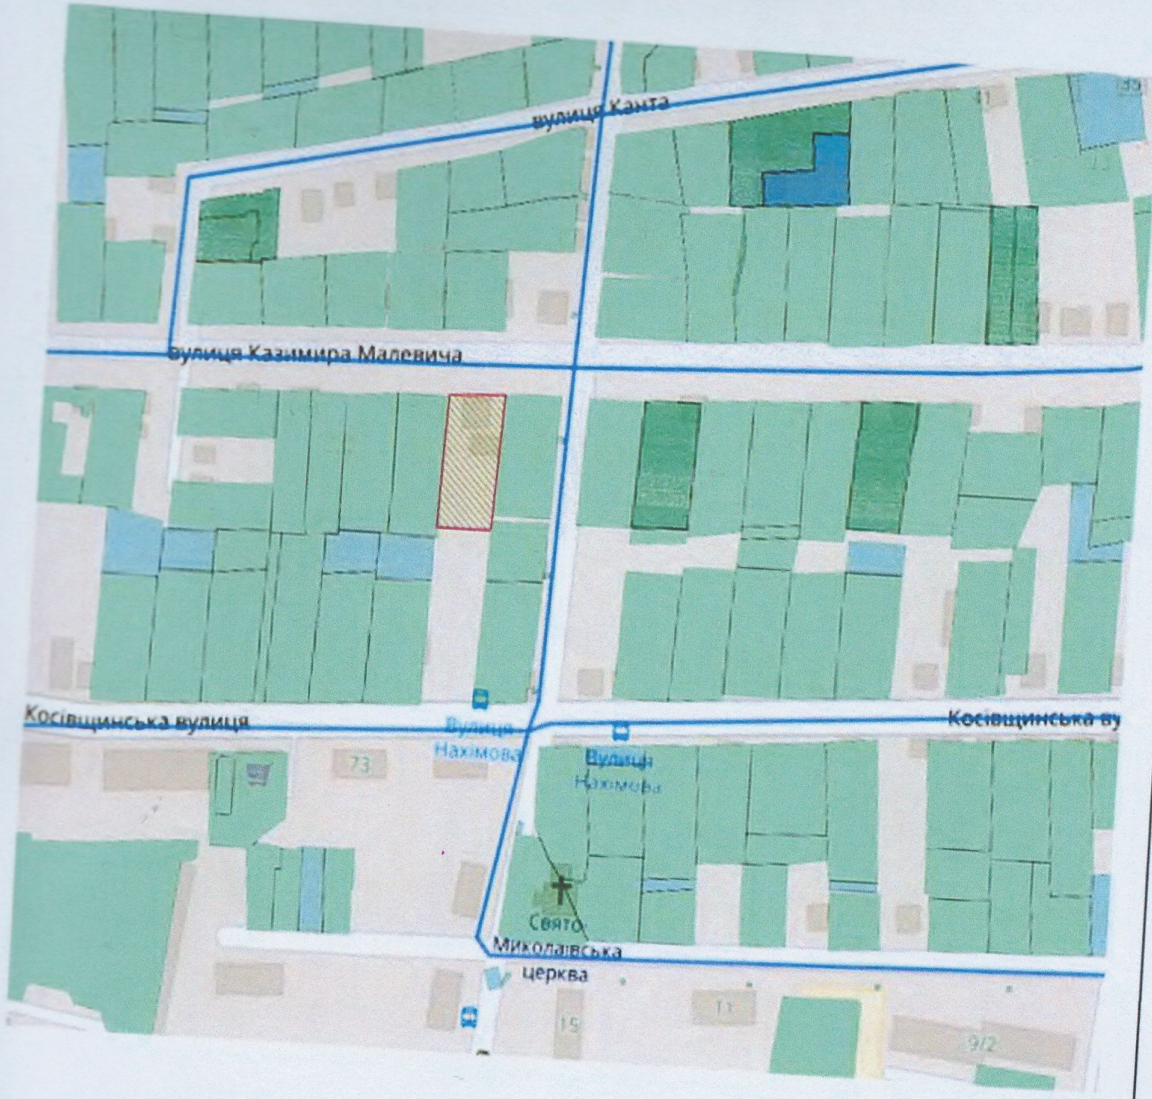 35
вулиця Канта
вулиця Казимира Малевича
Косівщинська вулиця
Косівщинська ву
Вулиця
Нахімова
Вулиця
Нахімова
73
Свято
Миколаївська
церква
11
15
9/2